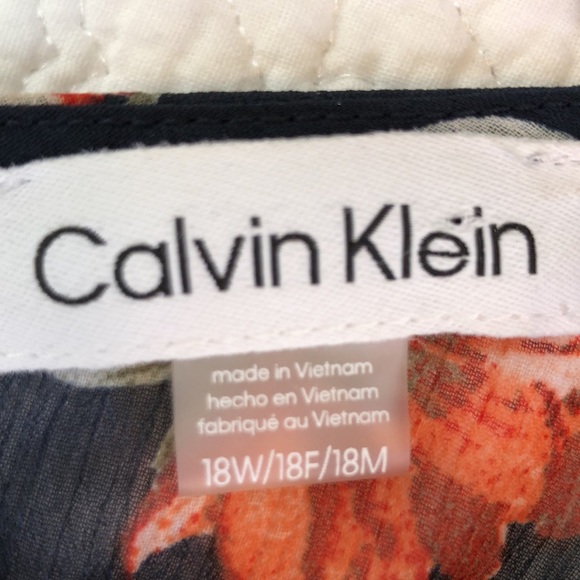 Calvin Klein
made in Vietnam
hecho en Vietnam
fabriqué au Vietnam
18W/18F/18M